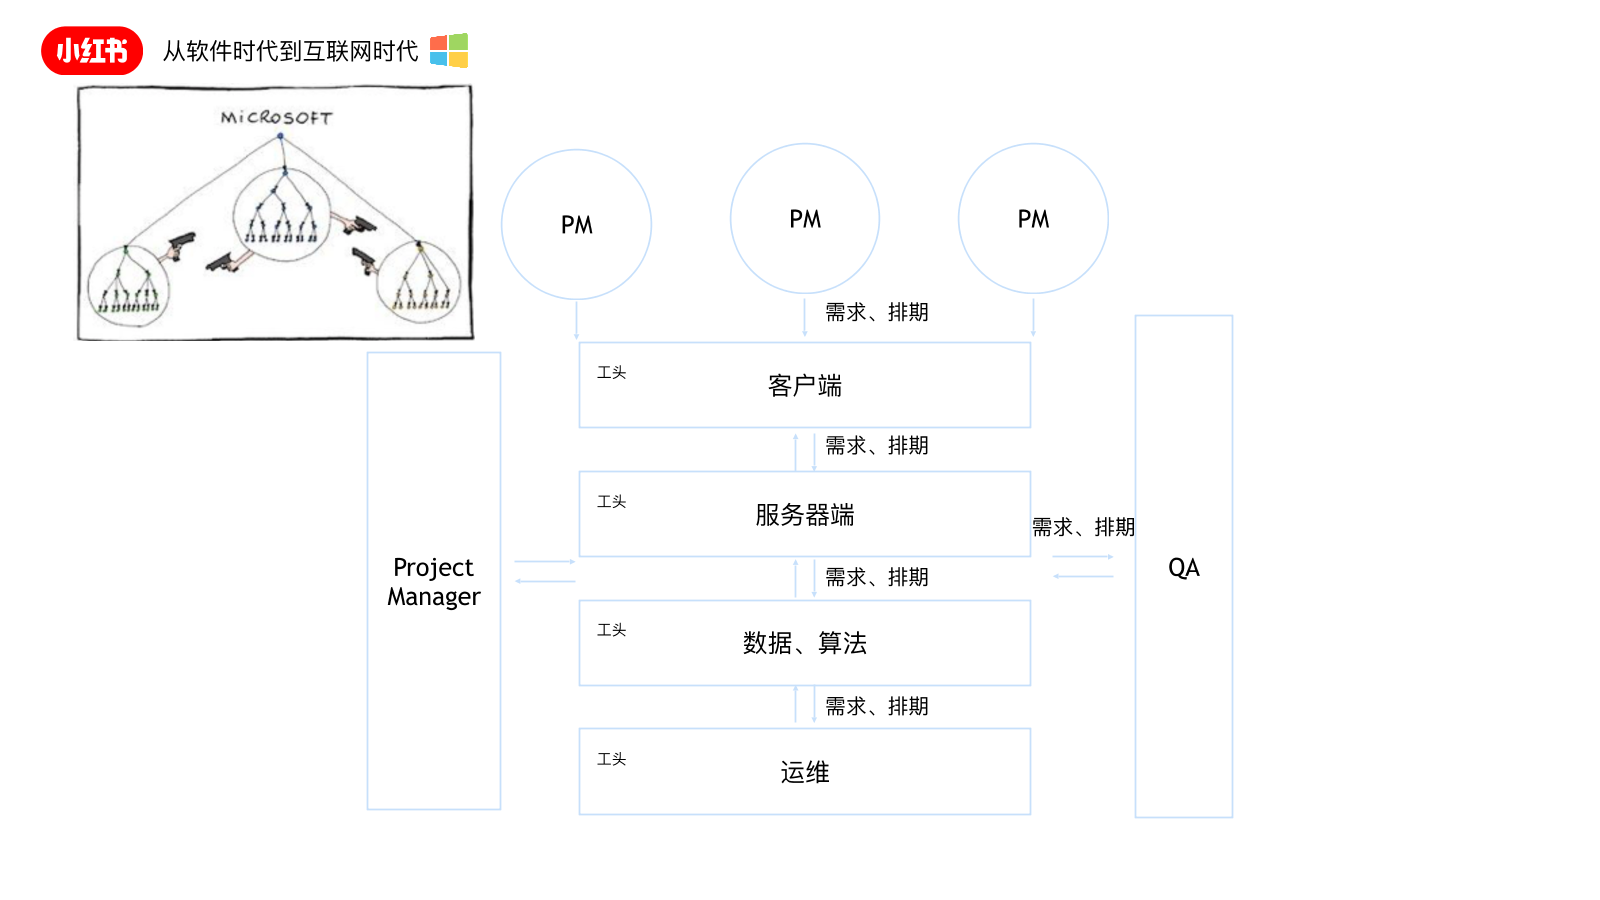 小红书
从软件时代到互联网时代
MiCROSOFT
PM
PM
PM
需求、排期
工头
客户端
需求、排期
工头
服务器端
需求、排期
Project
Manager
QA
需求、排期
工头
数据、算法
需求、排期
工头
运维